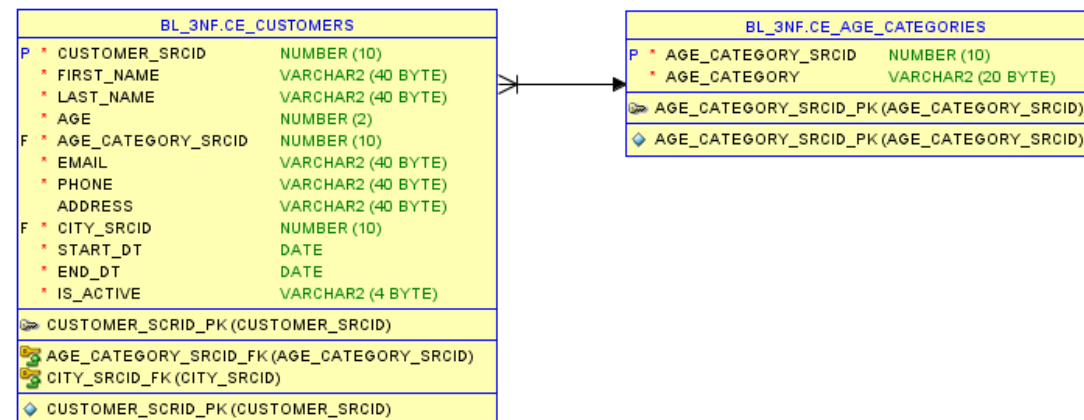 BL_3NF.CE_CUSTOMERS
P * CUSTOMER_SRCID NUMBER (10)
* FIRST_NAME VARCHAR2 (40 BYTE)
* LAST_NAME VARCHAR2 (40 BYTE)
* AGE NUMBER (2)
F * AGE_CATEGORY_SRCID NUMBER (10)
* EMAIL VARCHAR2 (40 BYTE)
* PHONE VARCHAR2 (40 BYTE)
ADDRESS VARCHAR2 (40 BYTE)
F * CITY_SRCID NUMBER (10)
* START_DT DATE
* END_DT DATE
* IS_ACTIVE VARCHAR2 (4 BYTE)
CUSTOMER_SCRID_PK (CUSTOMER_SRCID)
AGE_CATEGORY_SRCID_FK (AGE_CATEGORY_SRCID)
CITY_SRCID_FK (CITY_SRCID)
CUSTOMER_SCRID_PK (CUSTOMER_SRCID)
BL_3NF.CE_AGE_CATEGORIES
P * AGE_CATEGORY_SRCID NUMBER (10)
* AGE_CATEGORY VARCHAR2 (20 BYTE)
AGE_CATEGORY_SRCID_PK (AGE_CATEGORY_SRCID)
AGE_CATEGORY_SRCID_PK (AGE_CATEGORY_SRCID)